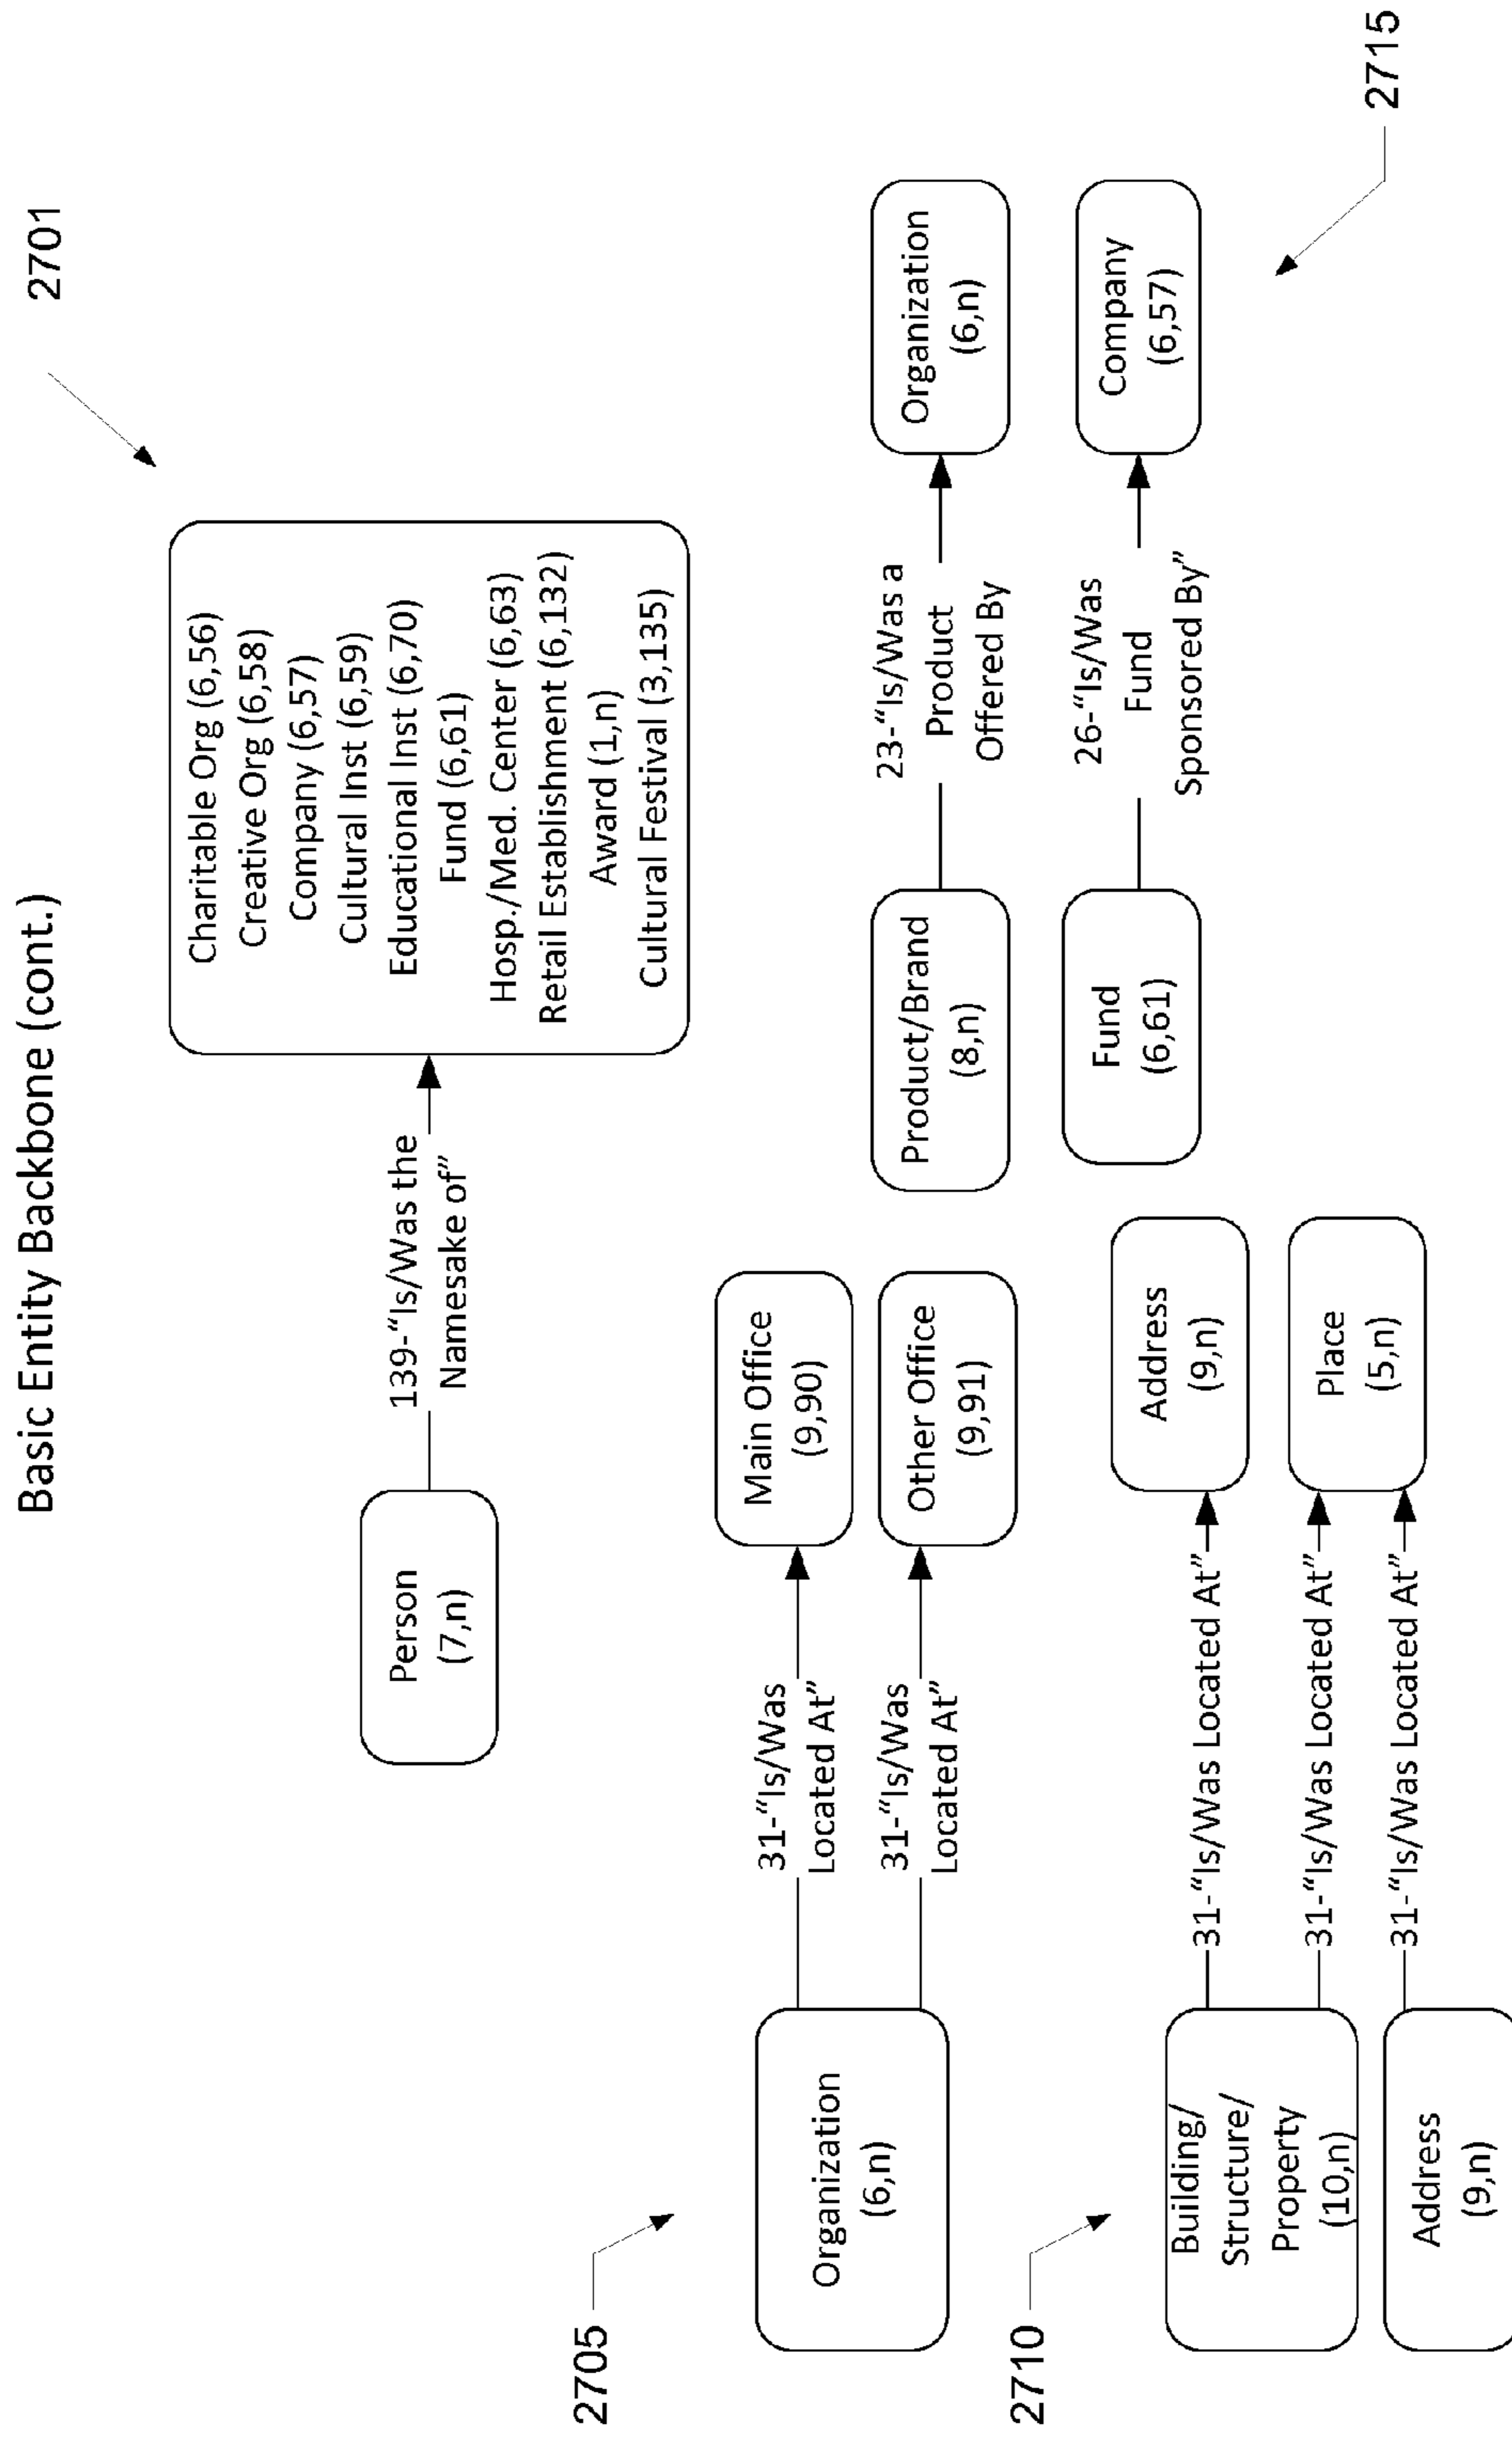 Basic Entity Backbone (cont.)
2701
Person
(7,n)
139-“Is/Was the
Namesake of”
Charitable Org (6,56)
Creative Org (6,58)
Company (6,57)
Cultural Inst (6,59)
Educational Inst (6,70)
Fund (6,61)
Hosp./Med. Center (6,63)
Retail Establishment (6,132)
Award (1,n)
Cultural Festival (3,135)
2705
Organization
(6,n)
31-“Is/Was
Located At”
Main Office
(9,90)
31-“Is/Was
Located At”
Other Office
(9,91)
2710
Building/
Structure/
Property
(10,n)
31-“Is/Was Located At”
Address
(9,n)
31-“Is/Was Located At”
Place
(5,n)
Address
(9,n)
31-“Is/Was Located At”
Product/Brand
(8,n)
23-“Is/Was a
Product
Offered By
Organization
(6,n)
Fund
(6,61)
26-“Is/Was
Fund
Sponsored By”
Company
(6,57)
2715